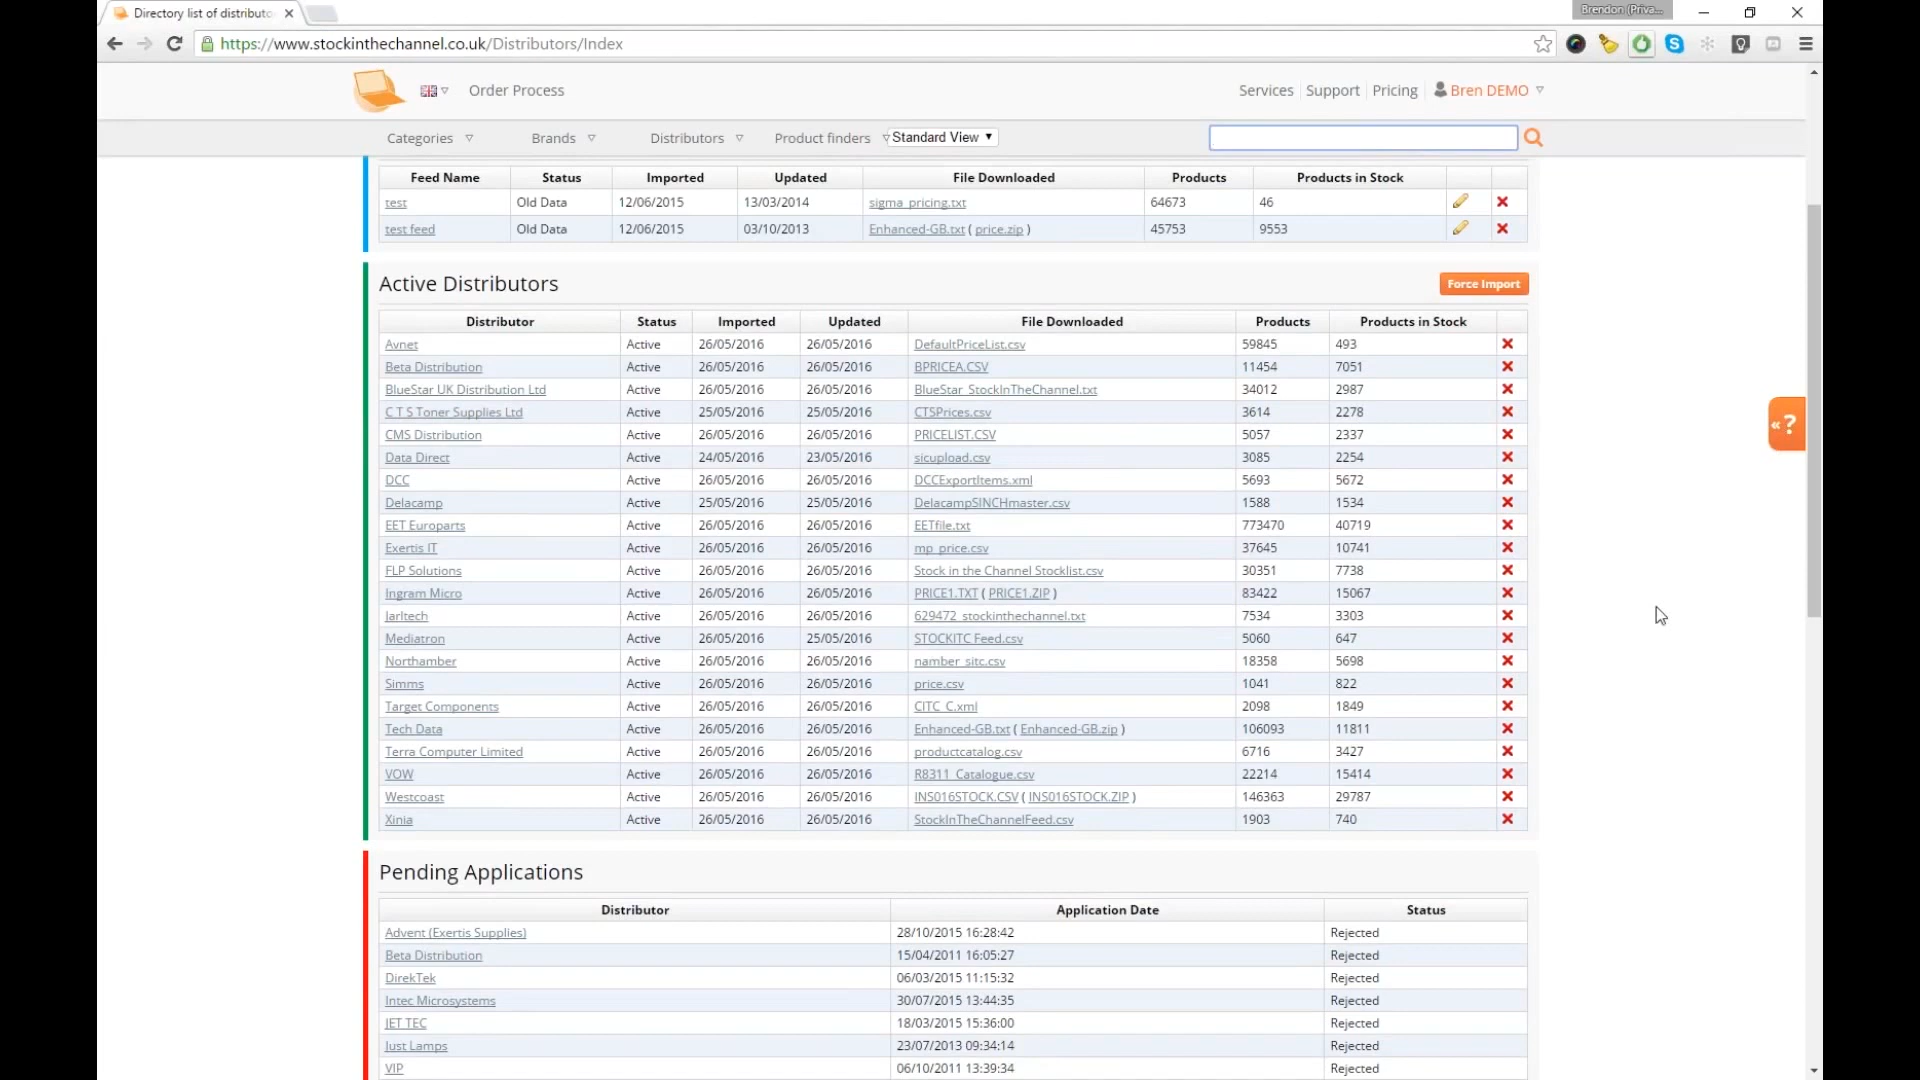 Directory list of distributo
Brendon (Priva...
https://www.stockinthechannel.co.uk/Distributors/Index
Order Process
Services Support Pricing Bren DEMO
Categories Brands Distributors Product finders Standard View
Feed Name Status Imported Updated File Downloaded Products Products in Stock
test Old Data 12/06/2015 13/03/2014 sigma_pricing.txt 64673 46
test feed Old Data 12/06/2015 03/10/2013 Enhanced-GB.txt ( price.zip ) 45753 9553
Active Distributors
Force Import
Distributor Status Imported Updated File Downloaded Products Products in Stock
Avnet Active 26/05/2016 26/05/2016 DefaultPriceList.csv 59845 493
Beta Distribution Active 26/05/2016 26/05/2016 BPRICEA.CSV 11454 7051
BlueStar UK Distribution Ltd Active 26/05/2016 26/05/2016 BlueStar_StockInTheChannel.txt 34012 2987
C T S Toner Supplies Ltd Active 25/05/2016 25/05/2016 CTSPrices.csv 3614 2278
CMS Distribution Active 26/05/2016 26/05/2016 PRICELIST.CSV 5057 2337
Data Direct Active 24/05/2016 23/05/2016 sicupload.csv 3085 2254
DCC Active 26/05/2016 26/05/2016 DCCExportItems.xml 5693 5672
Delacamp Active 25/05/2016 25/05/2016 DelacampSINCHmaster.csv 1588 1534
EET Europarts Active 26/05/2016 26/05/2016 EETfile.txt 773470 40719
Exertis IT Active 26/05/2016 26/05/2016 mp_price.csv 37645 10741
FLP Solutions Active 26/05/2016 26/05/2016 Stock in the Channel Stocklist.csv 30351 7738
Ingram Micro Active 26/05/2016 26/05/2016 PRICE1.TXT ( PRICE1.ZIP ) 83422 15067
Jarltech Active 26/05/2016 26/05/2016 629472_stockinthechannel.txt 7534 3303
Mediatron Active 26/05/2016 25/05/2016 STOCKITC Feed.csv 5060 647
Northamber Active 26/05/2016 26/05/2016 namber_sitc.csv 18358 5698
Simms Active 26/05/2016 26/05/2016 price.csv 1041 822
Target Components Active 26/05/2016 26/05/2016 CITC_C.xml 2098 1849
Tech Data Active 26/05/2016 26/05/2016 Enhanced-GB.txt ( Enhanced-GB.zip ) 106093 11811
Terra Computer Limited Active 26/05/2016 26/05/2016 productcatalog.csv 6716 3427
VOW Active 26/05/2016 26/05/2016 R8311_Catalogue.csv 22214 15414
Westcoast Active 26/05/2016 26/05/2016 INS016STOCK.CSV ( INS016STOCK.ZIP ) 146363 29787
Xinia Active 26/05/2016 26/05/2016 StockInTheChannelFeed.csv 1903 740
«?
Pending Applications
Distributor Application Date Status
Advent (Exertis Supplies) 28/10/2015 16:28:42 Rejected
Beta Distribution 15/04/2011 16:05:27 Rejected
DirekTek 06/03/2015 11:15:32 Rejected
Intec Microsystems 30/07/2015 13:44:35 Rejected
JET TEC 18/03/2015 15:36:00 Rejected
Just Lamps 23/07/2013 09:34:14 Rejected
VIP 06/10/2011 13:39:34 Rejected